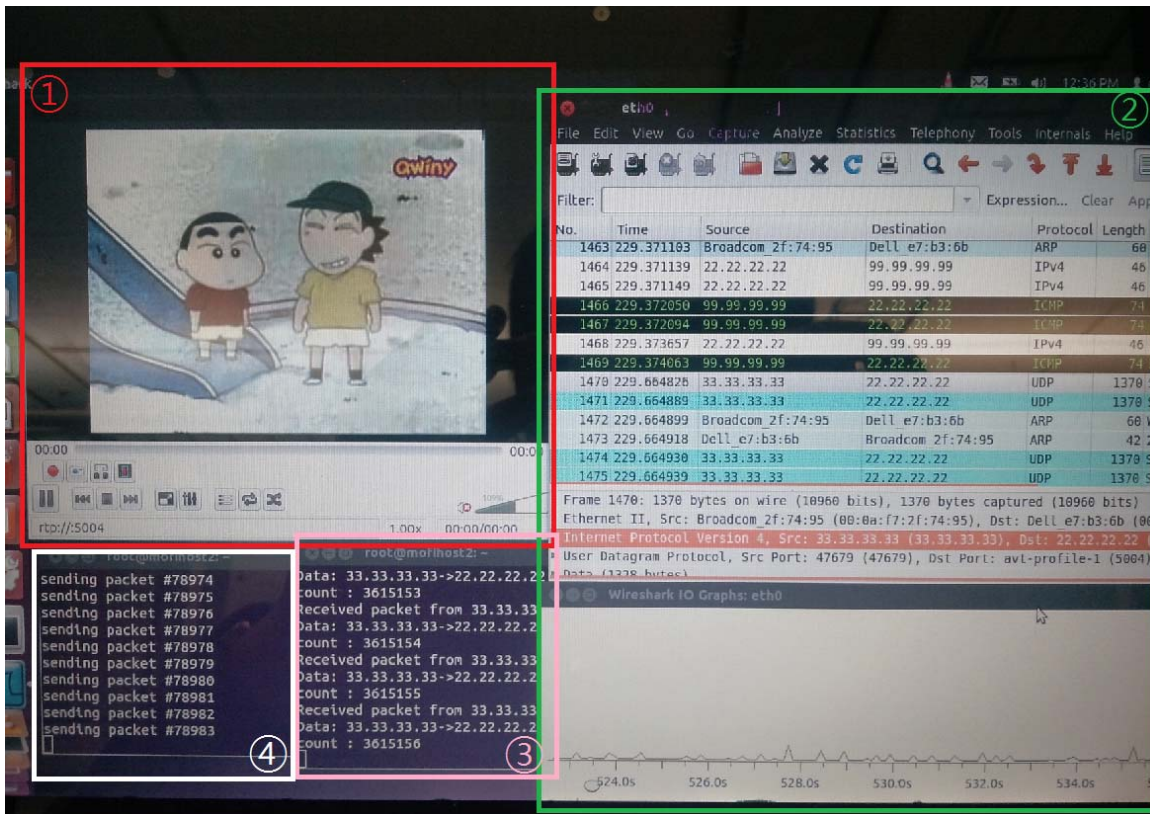 ①
Qwiny
00:00 00:00
109%
rtp://:5004 1.00x 00:00/00:00
12:36 PM
②
eth0
File Edit View Go Capture Analyze Statistics Telephony Tools Internals Help
Filter: Expression... Clear App
No. Time Source Destination Protocol Length
1463 229.371103 Broadcom_2f:74:95 Dell_e7:b3:6b ARP 60
1464 229.371139 22.22.22.22 99.99.99.99 IPv4 46
1465 229.371149 22.22.22.22 99.99.99.99 IPv4 46
1466 229.372050 99.99.99.99 22.22.22.22 ICMP 74
1467 229.372094 99.99.99.99 22.22.22.22 ICMP 74
1468 229.373657 22.22.22.22 99.99.99.99 IPv4 46
1469 229.374063 99.99.99.99 22.22.22.22 ICMP 74
1470 229.664826 33.33.33.33 22.22.22.22 UDP 1370 S
1471 229.664889 33.33.33.33 22.22.22.22 UDP 1370 S
1472 229.664899 Broadcom_2f:74:95 Dell_e7:b3:6b ARP 60 W
1473 229.664918 Dell_e7:b3:6b Broadcom_2f:74:95 ARP 42 2
1474 229.664930 33.33.33.33 22.22.22.22 UDP 1370 S
1475 229.664939 33.33.33.33 22.22.22.22 UDP 1370 S
Frame 1470: 1370 bytes on wire (10960 bits), 1370 bytes captured (10960 bits)
Ethernet II, Src: Broadcom_2f:74:95 (00:0a:f7:2f:74:95), Dst: Dell_e7:b3:6b (00
Internet Protocol Version 4, Src: 33.33.33.33 (33.33.33.33), Dst: 22.22.22.22 (
User Datagram Protocol, Src Port: 47679 (47679), Dst Port: avt-profile-1 (5004)
Data (1328 bytes)
Wireshark IO Graphs: eth0
524.0s 526.0s 528.0s 530.0s 532.0s 534.0s
root@mofihost2: ~
sending packet #78974
sending packet #78975
sending packet #78976
sending packet #78977
sending packet #78978
sending packet #78979
sending packet #78980
sending packet #78981
sending packet #78982
sending packet #78983
④
root@mofihost2: ~
Data: 33.33.33.33->22.22.22.22
count : 3615153
Received packet from 33.33.33
Data: 33.33.33.33->22.22.22.2
count : 3615154
Received packet from 33.33.33
Data: 33.33.33.33->22.22.22.2
count : 3615155
Received packet from 33.33.33
Data: 33.33.33.33->22.22.22.2
count : 3615156
③